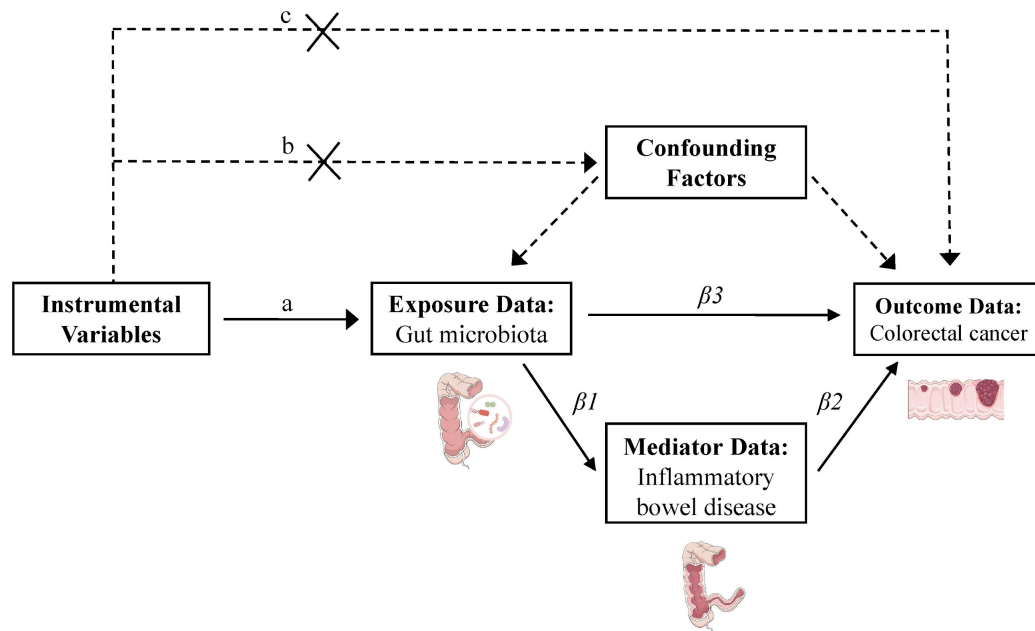 c
b
Confounding
Factors
Instrumental
Variables
a
Exposure Data:
Gut microbiota
β3
Outcome Data:
Colorectal cancer
β1
β2
Mediator Data:
Inflammatory
bowel disease